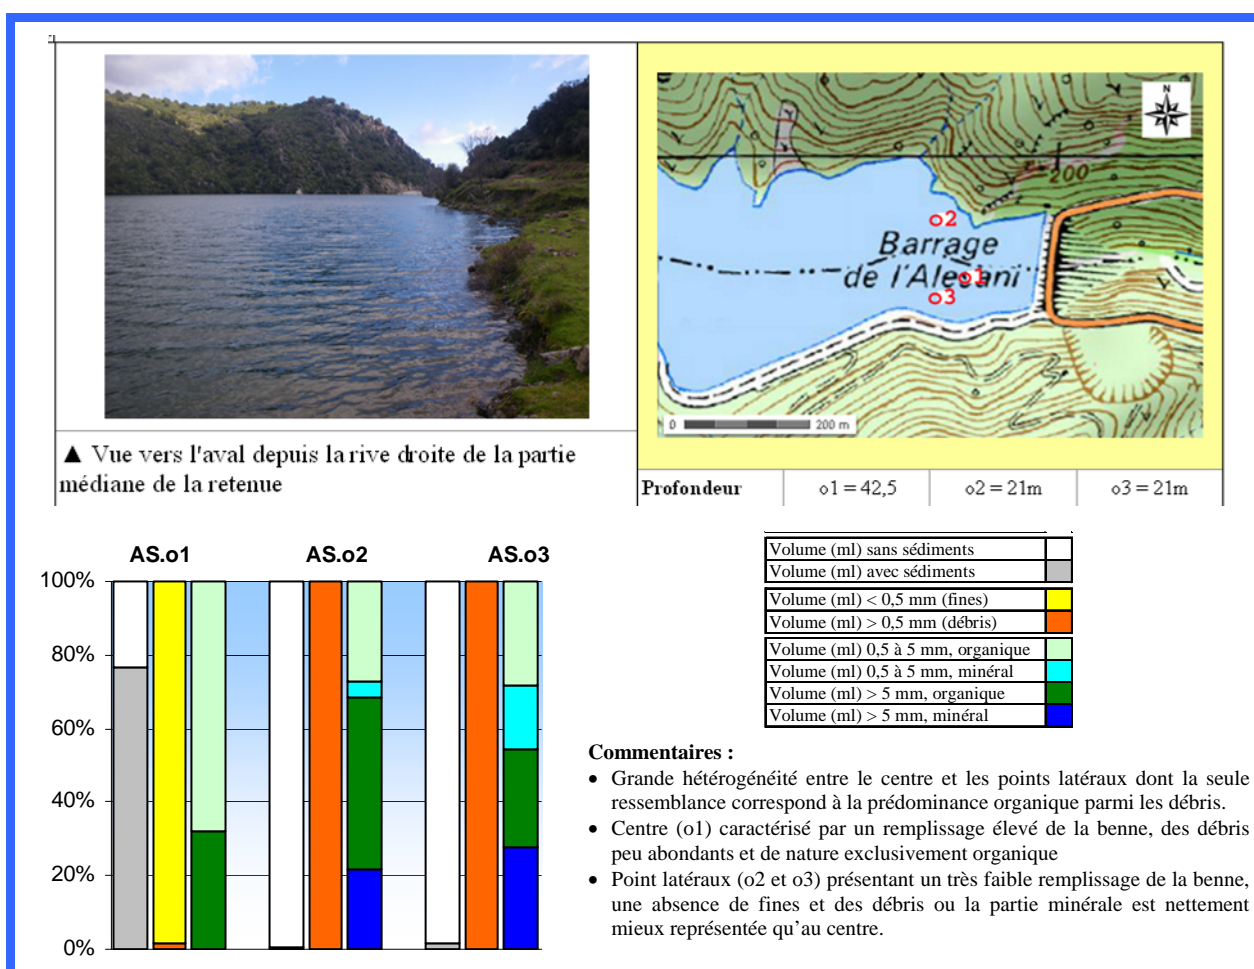 ▲ Vue vers l'aval depuis la rive droite de la partie
médiane de la retenue
N
200
o2
Barrage
de l'Alesani
o1
o3
0
200 m
Profondeur
o1 = 42,5
o2 = 21m
o3 = 21m
AS.o1
AS.o2
AS.o3
100%
80%
60%
40%
20%
0%
Volume (ml) sans sédiments
Volume (ml) avec sédiments
Volume (ml) < 0,5 mm (fines)
Volume (ml) > 0,5 mm (débris)
Volume (ml) 0,5 à 5 mm, organique
Volume (ml) 0,5 à 5 mm, minéral
Volume (ml) > 5 mm, organique
Volume (ml) > 5 mm, minéral
Commentaires :
• Grande hétérogénéité entre le centre et les points latéraux dont la seule
ressemblance correspond à la prédominance organique parmi les débris.
• Centre (o1) caractérisé par un remplissage élevé de la benne, des débris
peu abondants et de nature exclusivement organique
• Point latéraux (o2 et o3) présentant un très faible remplissage de la benne,
une absence de fines et des débris ou la partie minérale est nettement
mieux représentée qu'au centre.